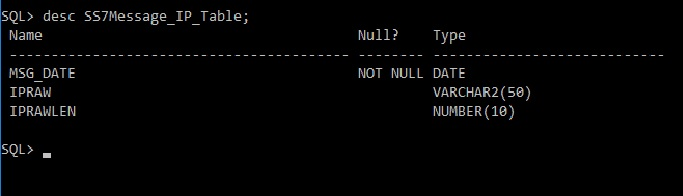 SQL> desc SS7Message_IP_Table;
 Name                                      Null?    Type
 ----------------------------------------- -------- ----------------------------
 MSG_DATE                                  NOT NULL DATE
 IPRAW                                              VARCHAR2(50)
 IPRAWLEN                                           NUMBER(10)
SQL> _